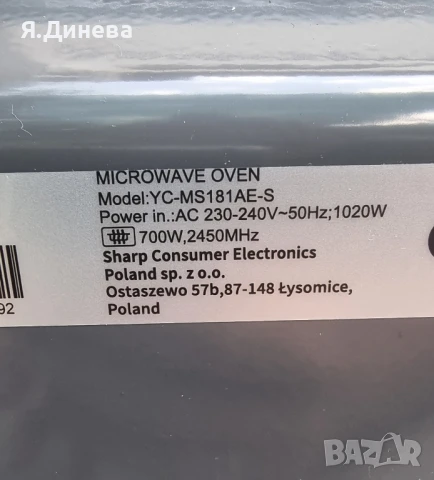 Я.Динева
MICROWAVE OVEN
Model:YC-MS181AE-S
Power in.:AC 230-240V~50Hz;1020W
700W,2450MHz
Sharp Consumer Electronics
Poland sp. z o.o.
Ostaszewo 57b,87-148 Łysomice,
Poland
92
BAZAR